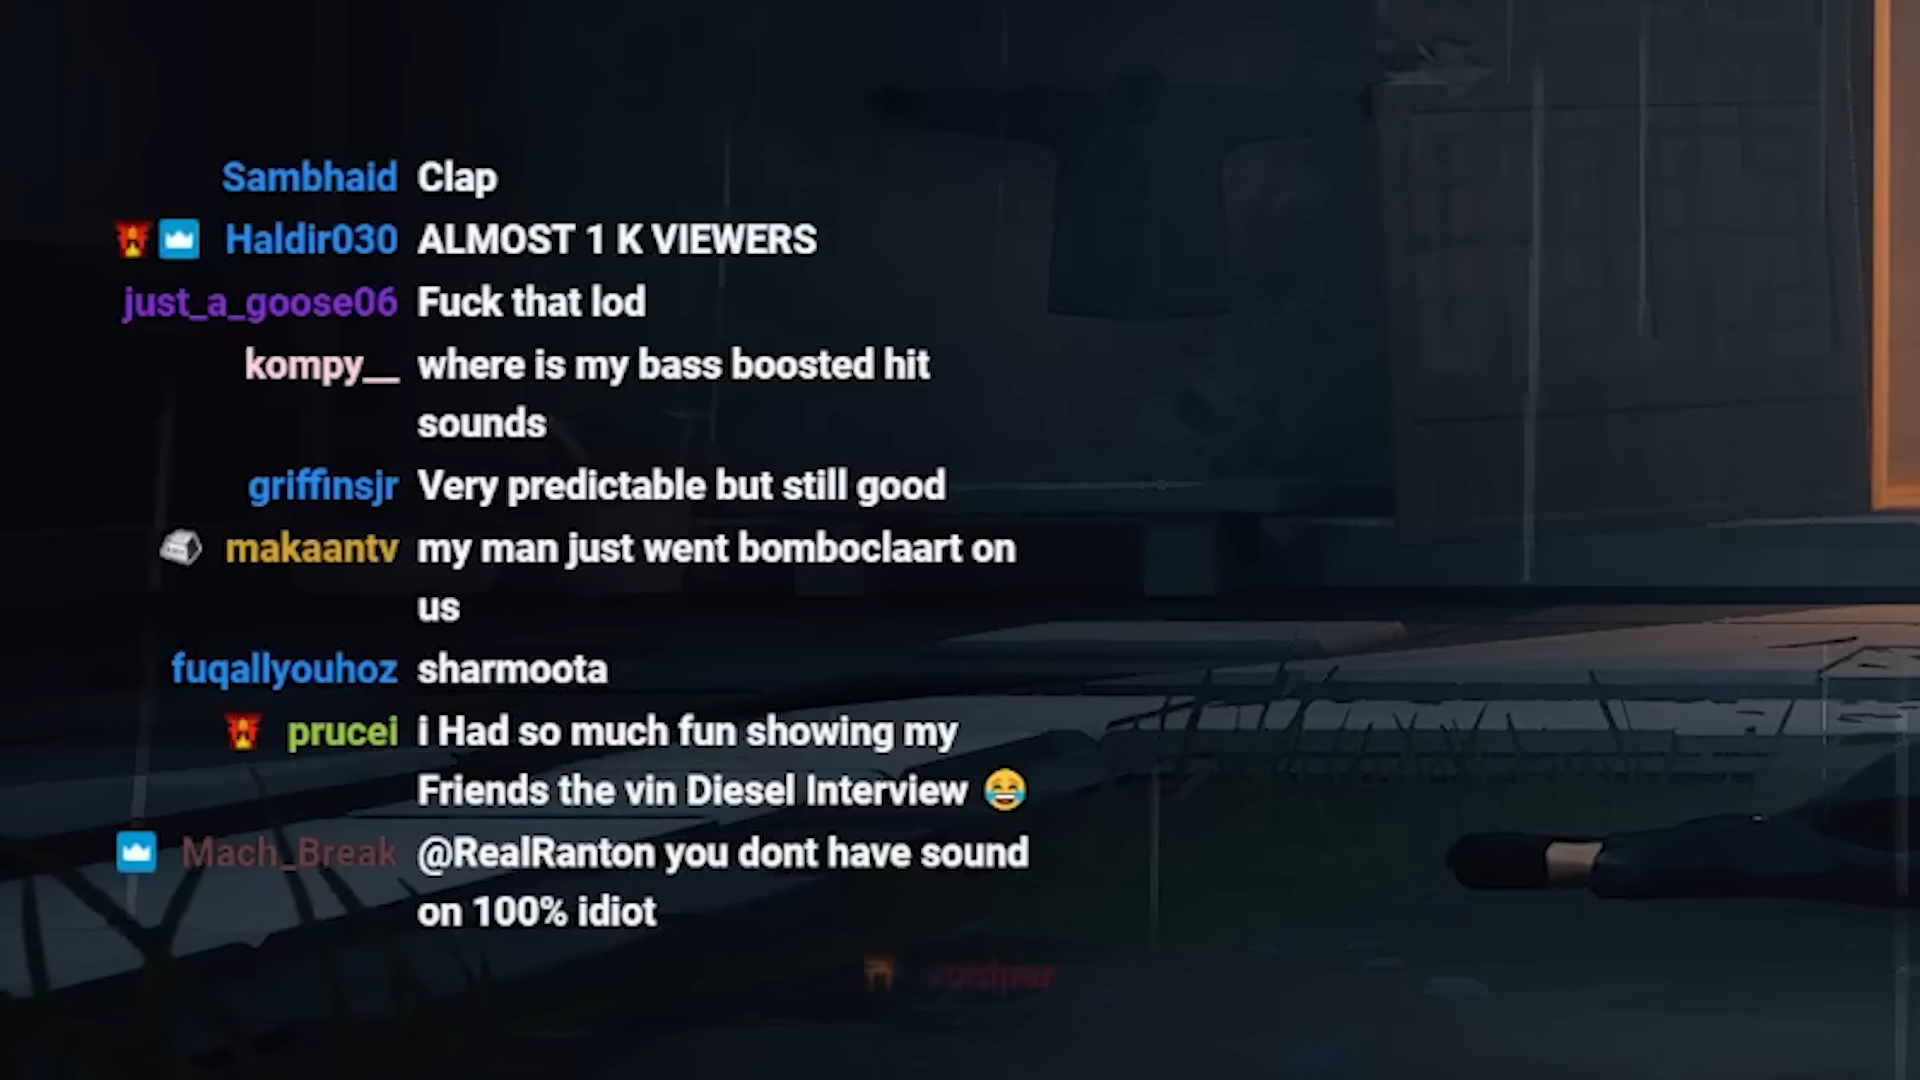 Sambhaid Clap
Haldir030 ALMOST 1 K VIEWERS
just_a_goose06 Fuck that lod
kompy__ where is my bass boosted hit
sounds
griffinsjr Very predictable but still good
makaantv my man just went bomboclaart on
us
fuqallyouhoz sharmoota
prucei i Had so much fun showing my
Friends the vin Diesel Interview 😂
Mach_Break @RealRanton you dont have sound
on 100% idiot